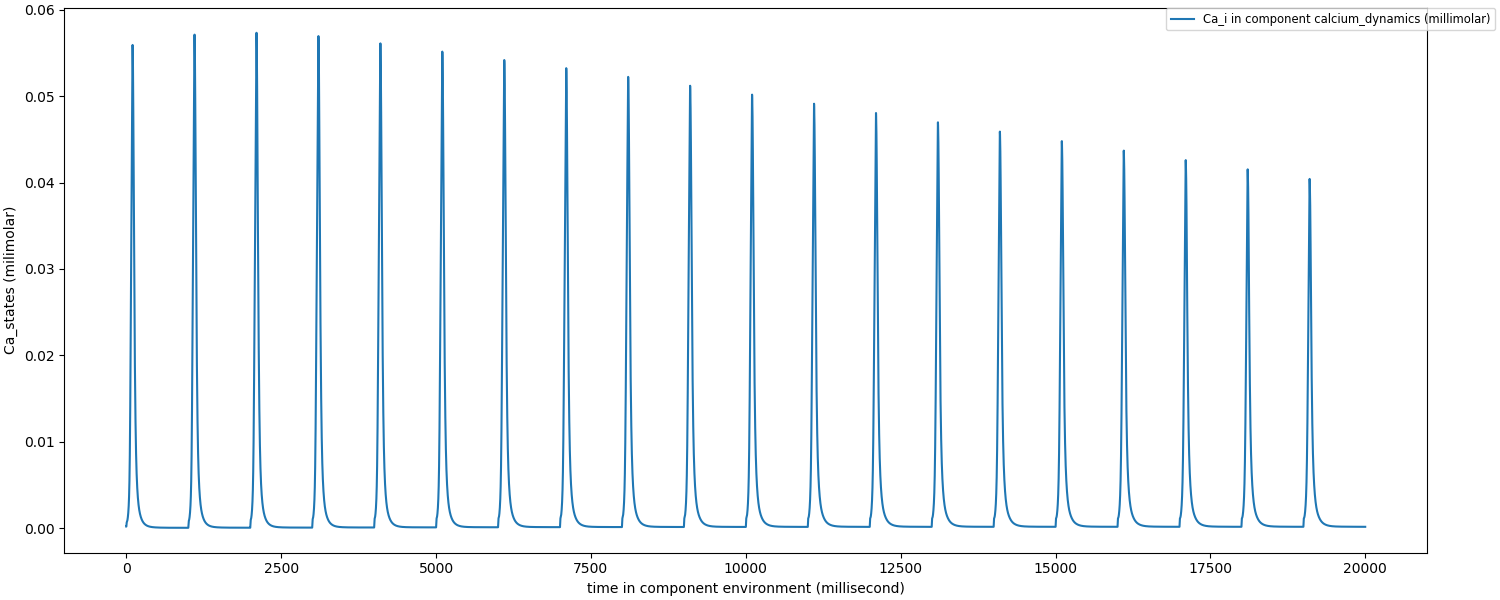 Ca_i in component calcium_dynamics (millimolar)
Ca_states (milimolar)
0.06
0.05
0.04
0.03
0.02
0.01
0.00
0 2500 5000 7500 10000 12500 15000 17500 20000
time in component environment (millisecond)